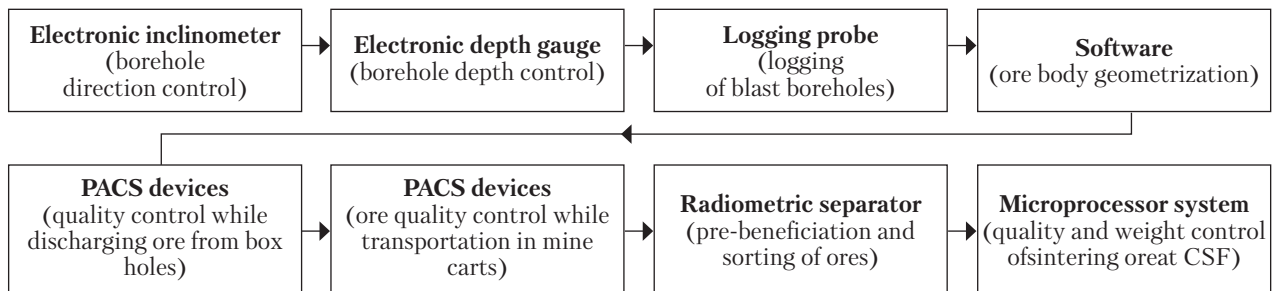 Electronic inclinometer
(borehole
direction control)
Electronic depth gauge
(borehole depth control)
Logging probe
(logging
of blast boreholes)
Software
(ore body geometrization)
PACS devices
(quality control while
discharging ore from box
holes)
PACS devices
(ore quality control while
transportation in mine
carts)
Radiometric separator
(pre-beneficiation and
sorting of ores)
Microprocessor system
(quality and weight control
ofsintering oreat CSF)